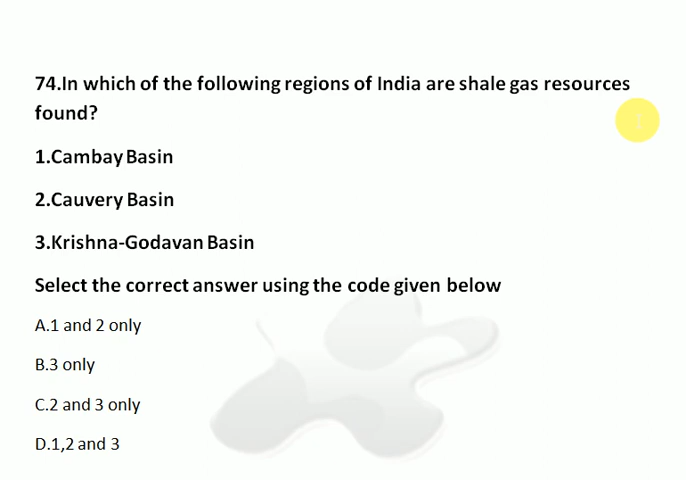 74.In which of the following regions of India are shale gas resources
found?
1.Cambay Basin
2.Cauvery Basin
3.Krishna-Godavan Basin
Select the correct answer using the code given below
A.1 and 2 only
B.3 only
C.2 and 3 only
D.1,2 and 3